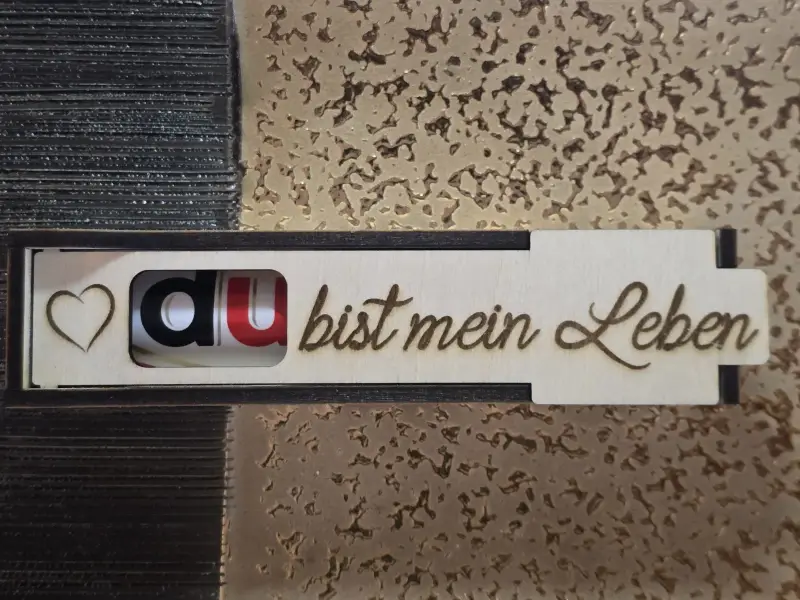 du bist mein Leben